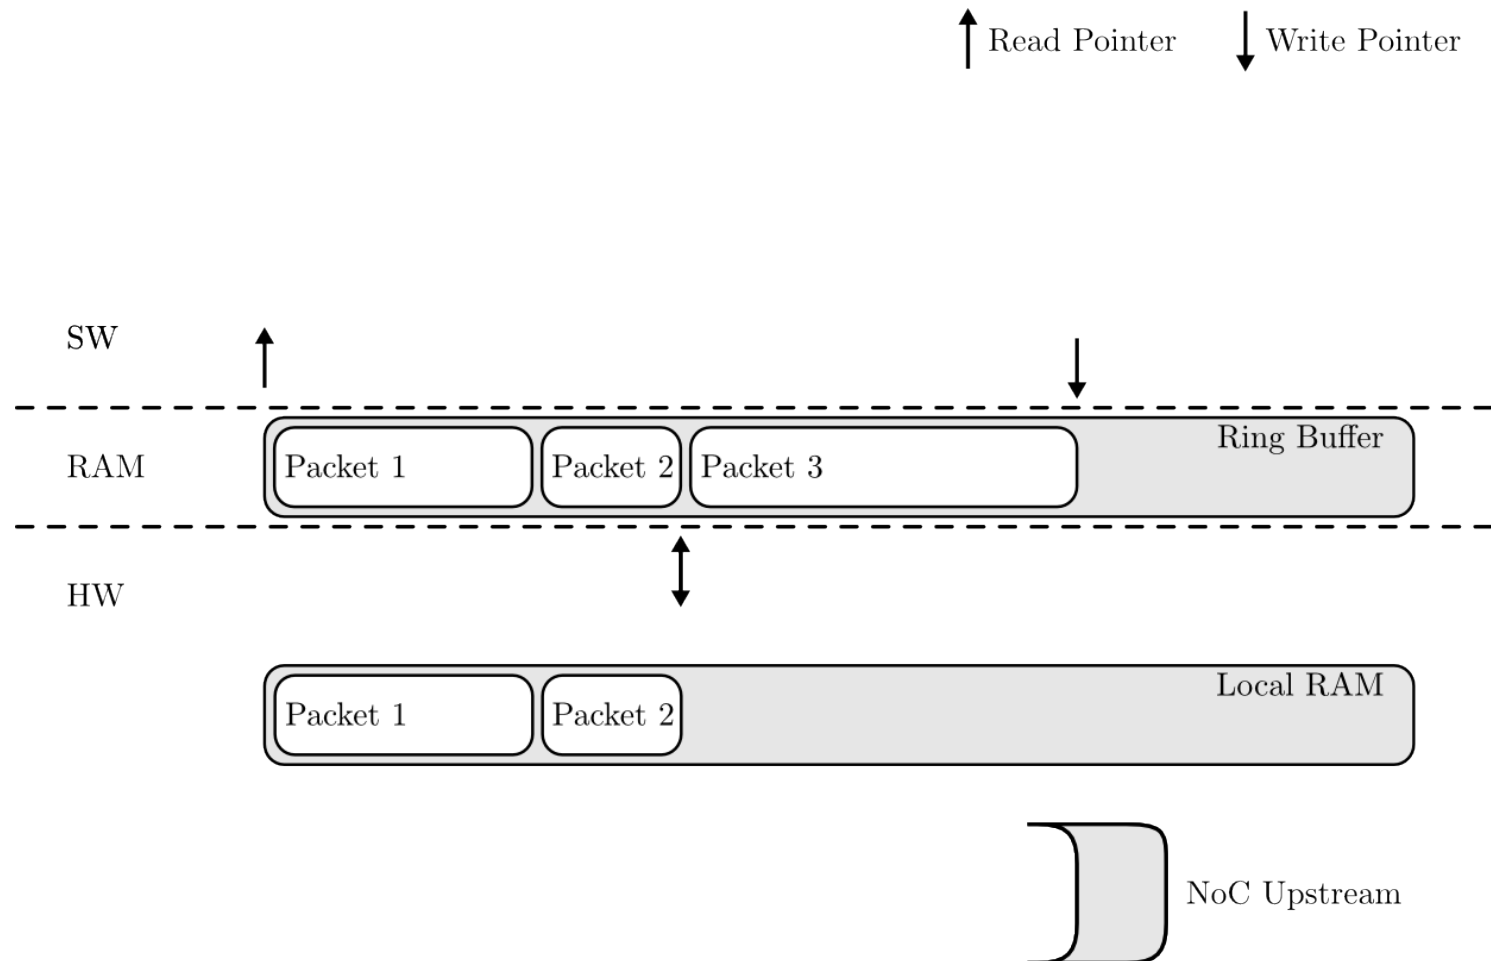 Read Pointer
Write Pointer
SW
RAM
Ring Buffer
Packet 1
Packet 2
Packet 3
HW
Local RAM
Packet 1
Packet 2
NoC Upstream